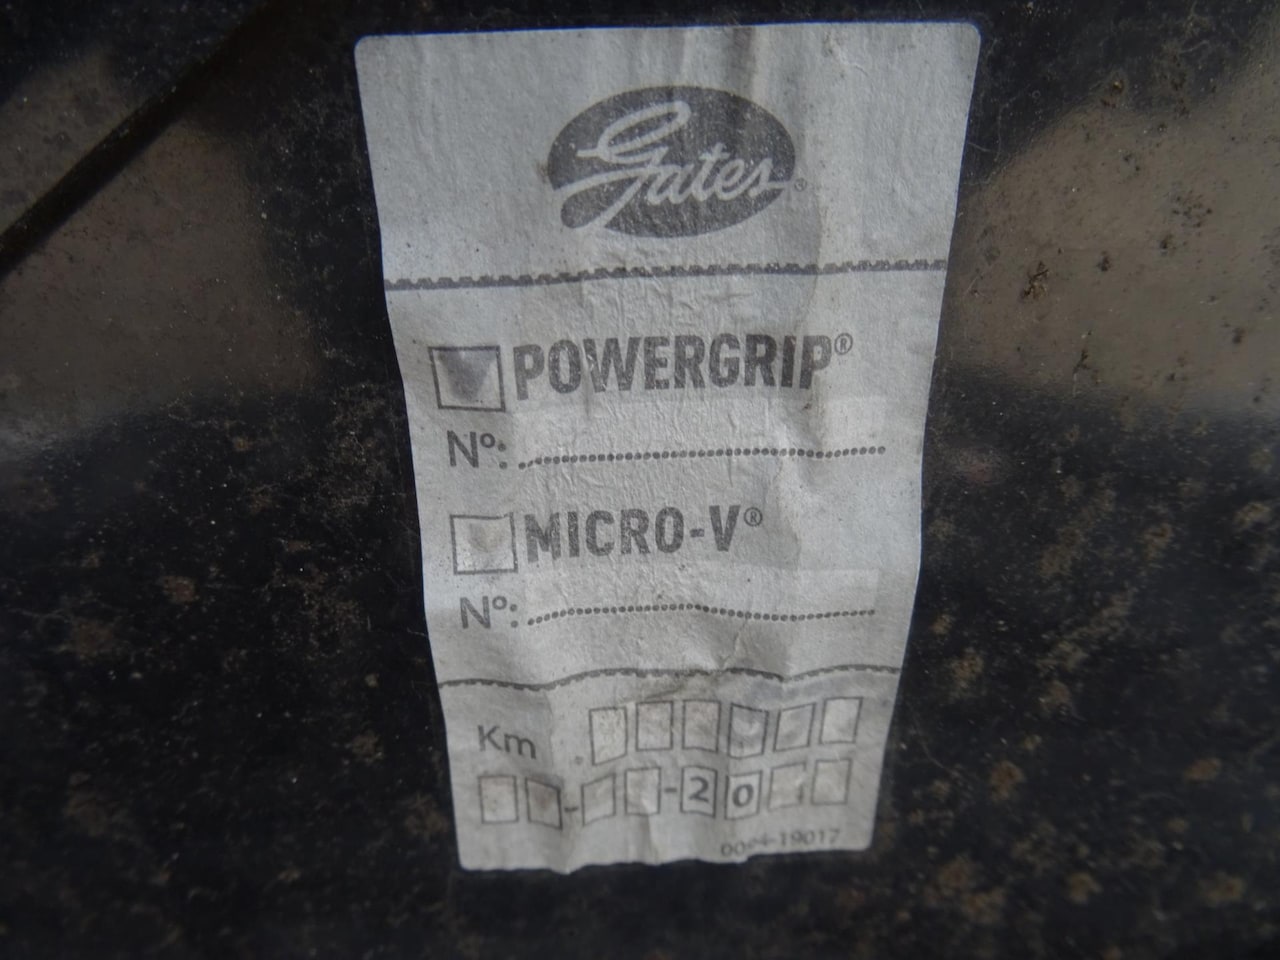 Gates®
POWERGRIP®
Nº:
MICRO-V®
Nº:
Km
- -20